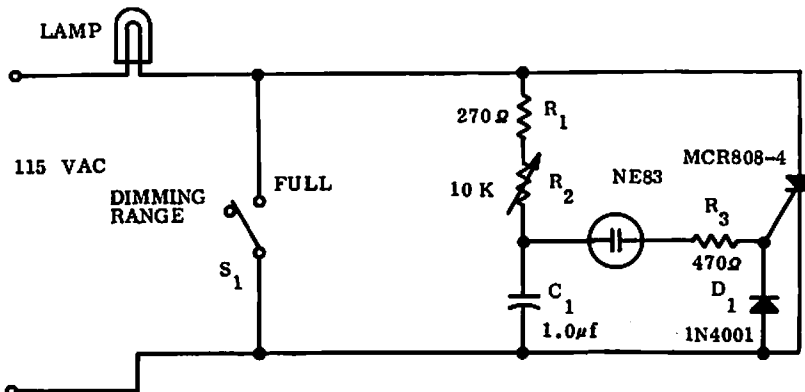 LAMP
115 VAC
DIMMING
RANGE
FULL
S1
270Ω
R1
10 K
R2
NE83
MCR808-4
R3
470Ω
C1
1.0µf
D1
1N4001